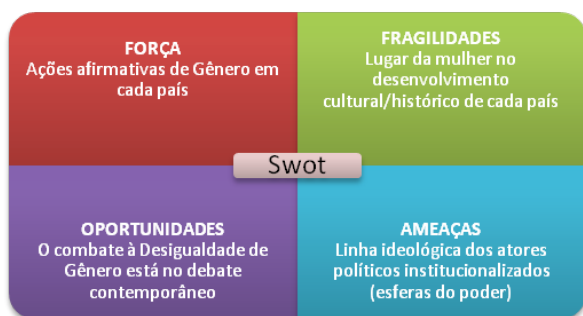 FORÇA
Ações afirmativas de Gênero em
cada país
FRAGILIDADES
Lugar da mulher no
desenvolvimento
cultural/histórico de cada país
Swot
OPORTUNIDADES
O combate à Desigualdade de
Gênero está no debate
contemporâneo
AMEAÇAS
Linha ideológica dos atores
políticos institucionalizados
(esferas do poder)